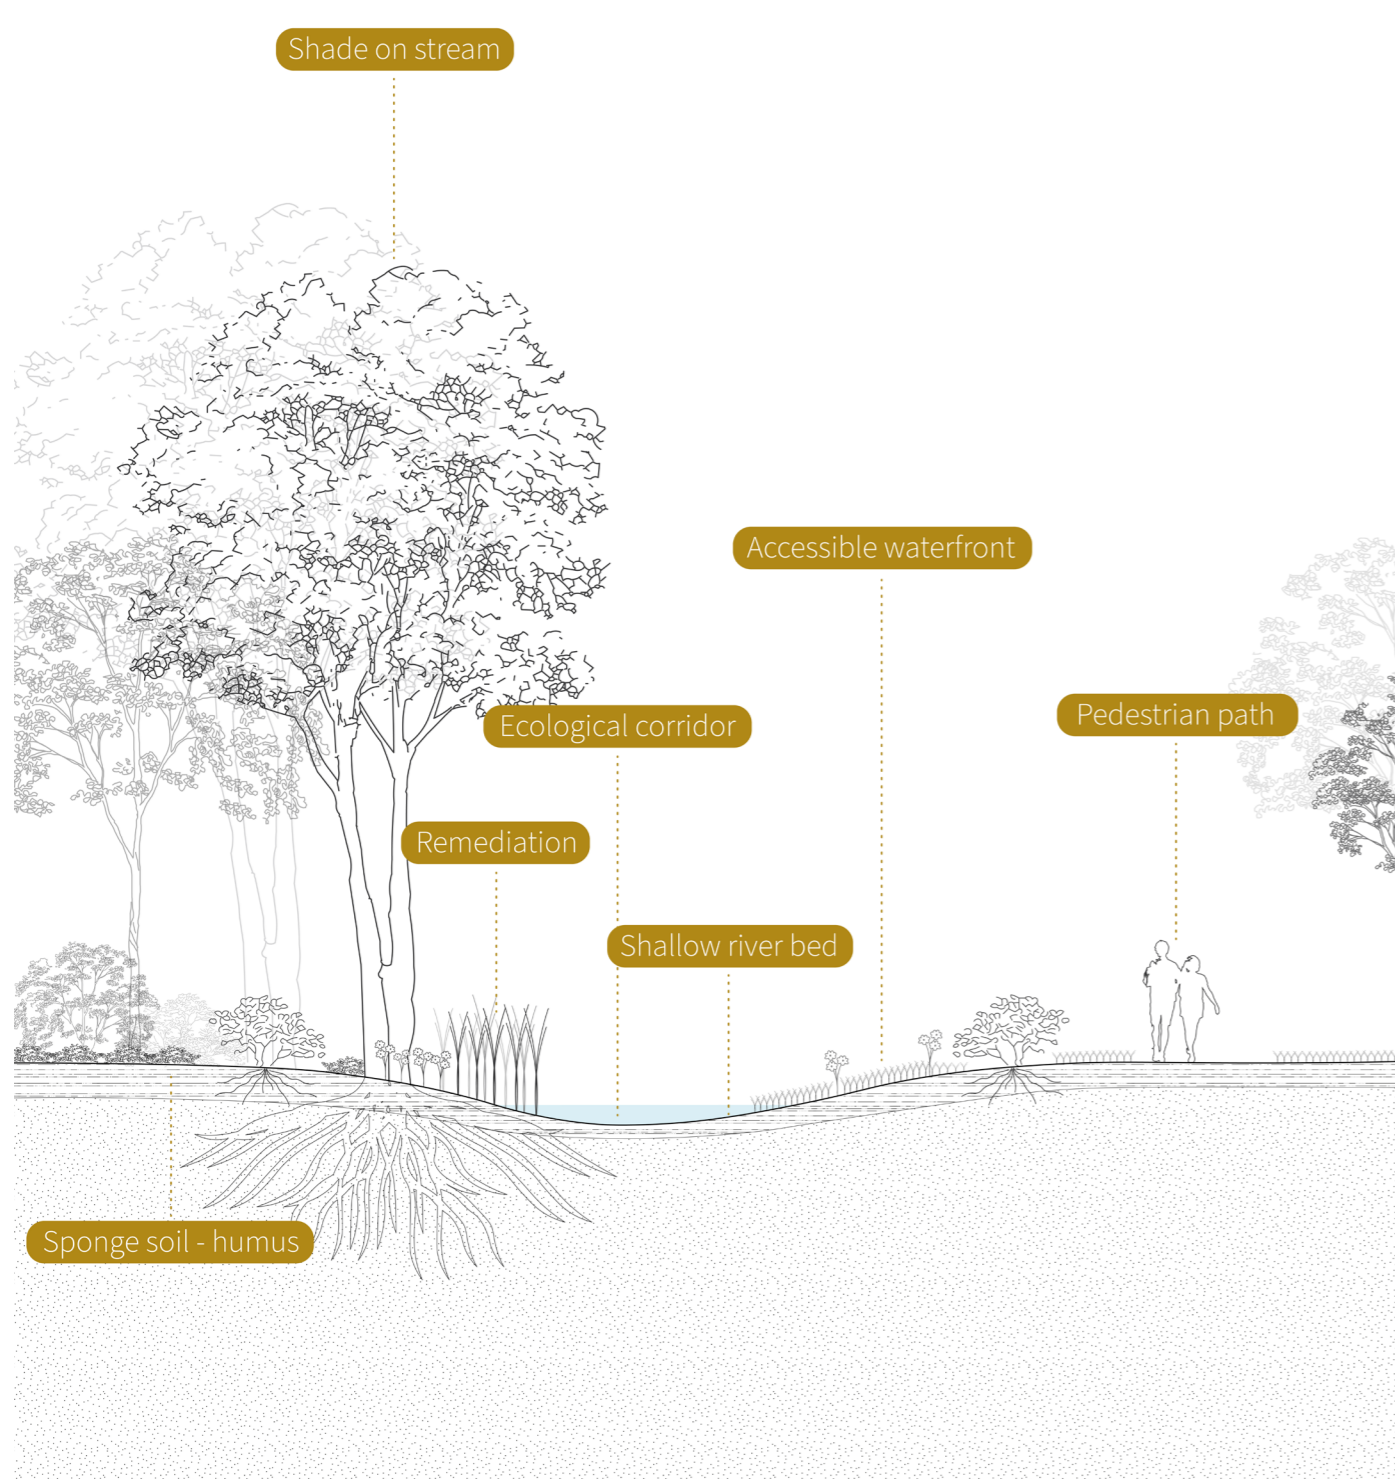 Shade on stream
Accessible waterfront
Pedestrian path
Ecological corridor
Remediation
Shallow river bed
Sponge soil - humus